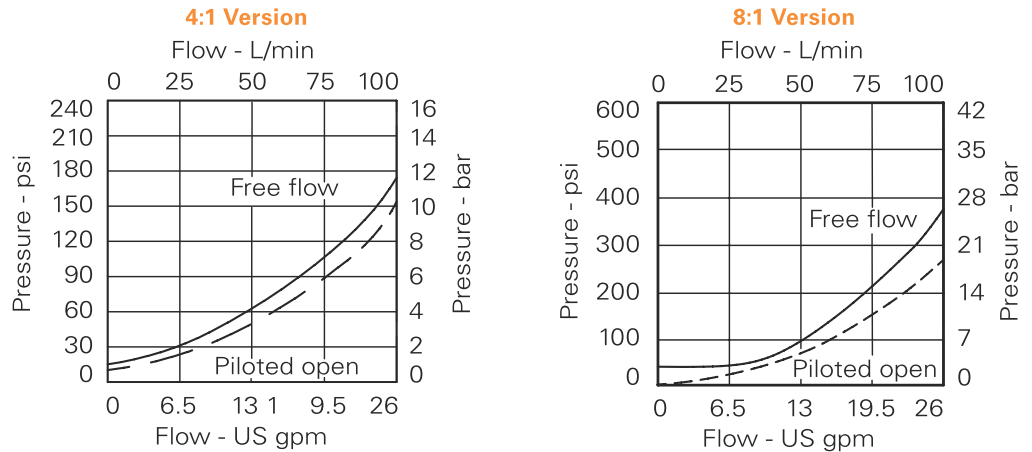 4:1 Version
Flow - L/min
0 25 50 75 100
Pressure - psi
240
210
180
150
120
90
60
30
0
16
14
12
10
8
6
4
2
0
Pressure - bar
Free flow
Piloted open
0 6.5 13 1 9.5 26
Flow - US gpm
8:1 Version
Flow - L/min
0 25 50 75 100
Pressure - psi
600
500
400
300
200
100
0
42
35
28
21
14
7
0
Pressure - bar
Free flow
Piloted open
0 6.5 13 19.5 26
Flow - US gpm